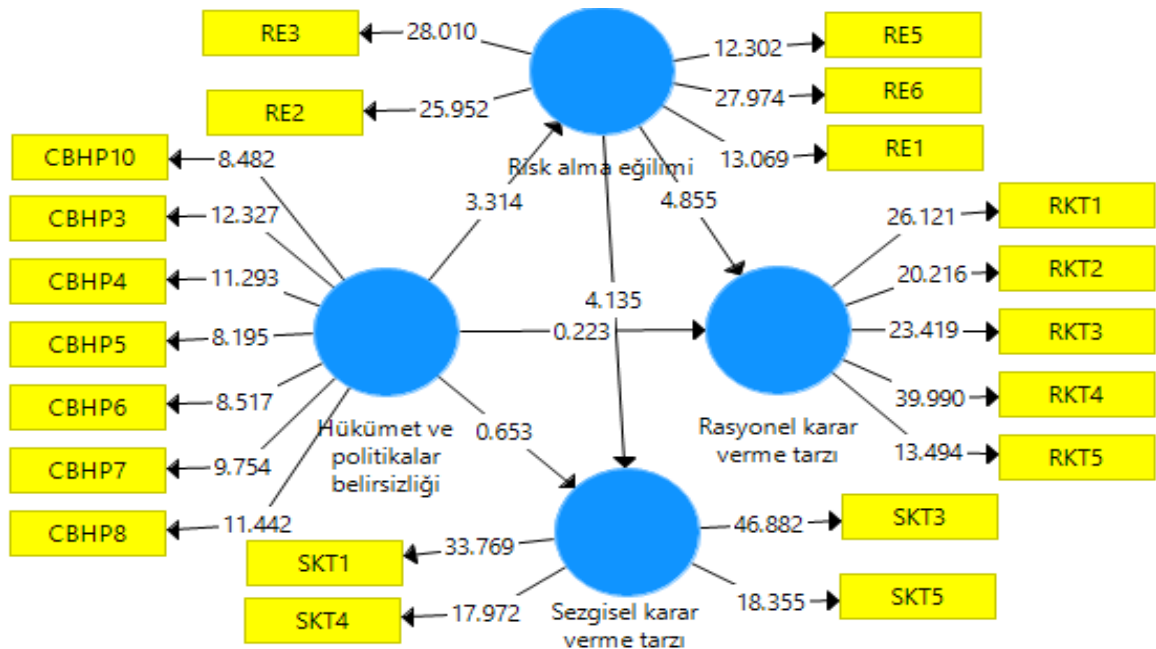 RE3
28.010
12.302
RE5
RE2
25.952
27.974
RE6
13.069
RE1
Risk alma eğilimi
CBHP10
8.482
CBHP3
12.327
CBHP4
11.293
CBHP5
8.195
CBHP6
8.517
CBHP7
9.754
CBHP8
11.442
3.314
4.855
4.135
0.223
0.653
Hükümet ve
politikalar
belirsizliği
26.121
RKT1
20.216
RKT2
23.419
RKT3
39.990
RKT4
13.494
RKT5
Rasyonel karar
verme tarzı
SKT1
33.769
46.882
SKT3
SKT4
17.972
18.355
SKT5
Sezgisel karar
verme tarzı